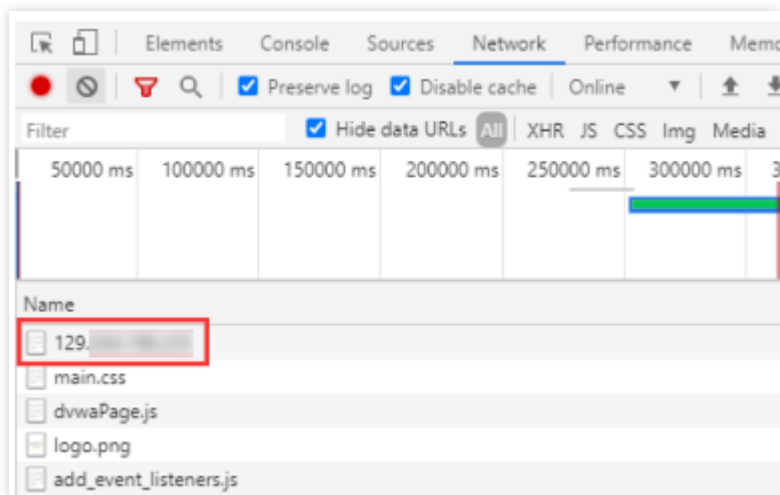 Elements Console Sources Network Performance
Preserve log Disable cache Online
Filter Hide data URLs All XHR JS CSS Img Media
50000 ms 100000 ms 150000 ms 200000 ms 250000 ms 300000 ms 3
Name
129.
main.css
dvwaPage.js
logo.png
add_event_listeners.js